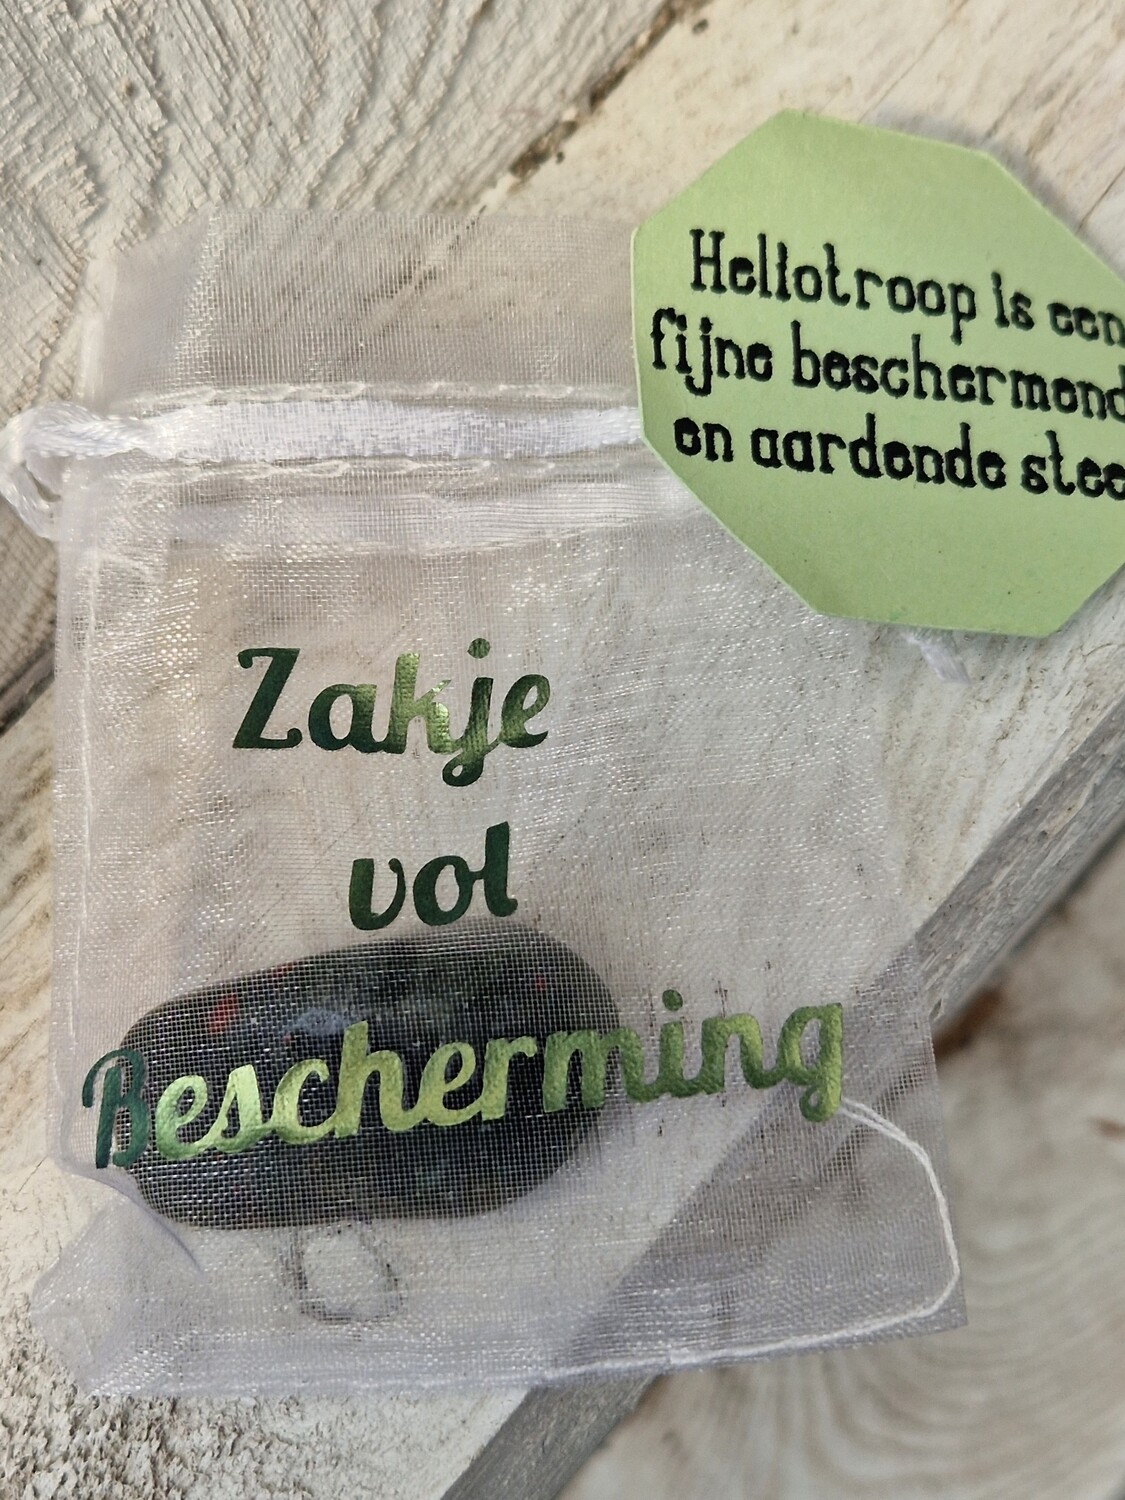 Heliotroop is een
fijne beschermend
en aardende stee
Zakje
vol
Bescherming